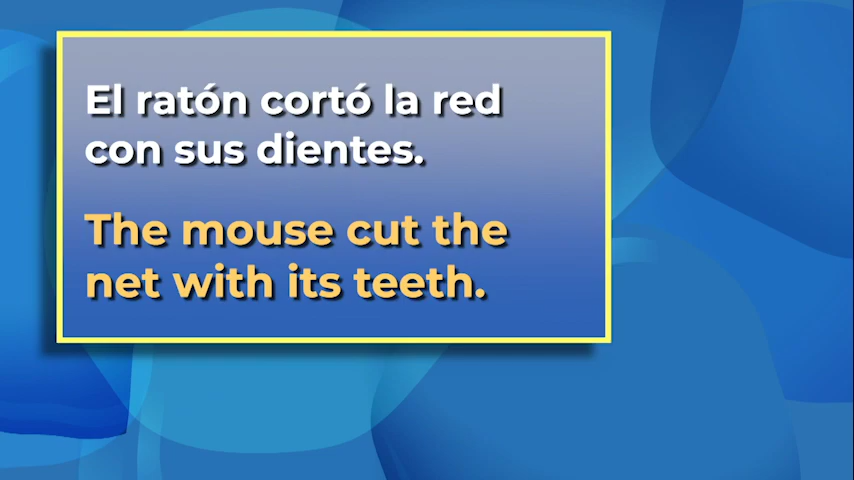 El ratón cortó la red
con sus dientes.
The mouse cut the
net with its teeth.